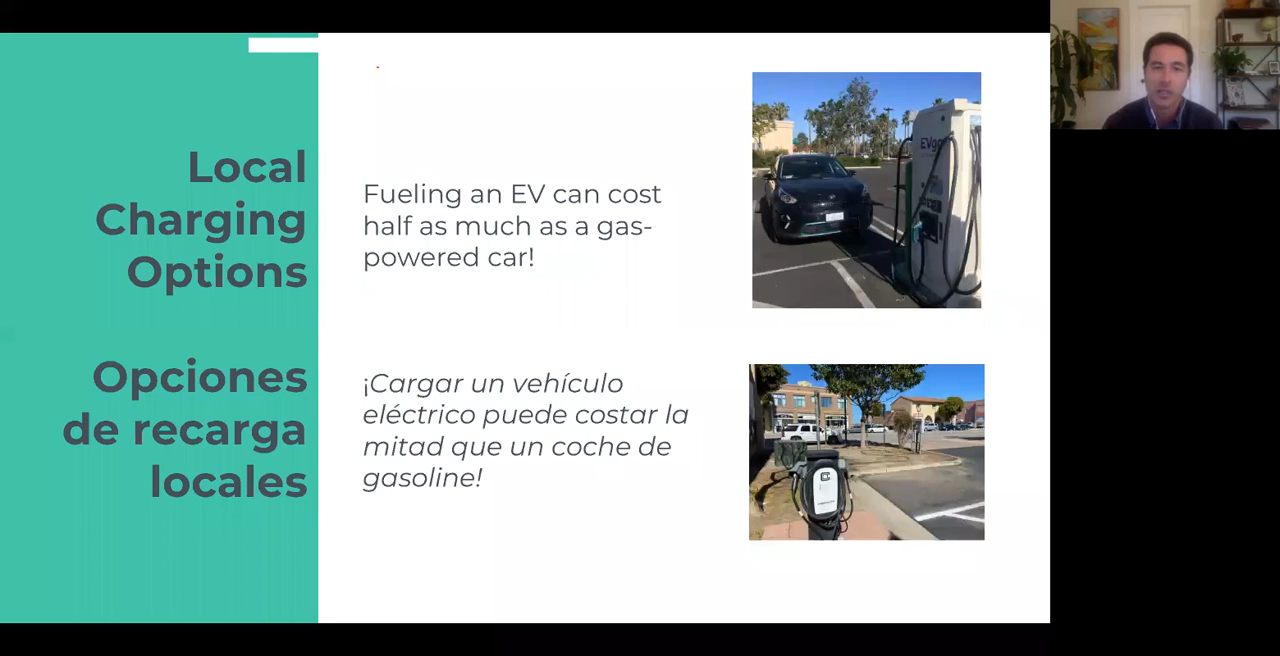 Local
Charging
Options
Opciones
de recarga
locales
Fueling an EV can cost
half as much as a gas-
powered car!
¡Cargar un vehículo
eléctrico puede costar la
mitad que un coche de
gasoline!
EVgo